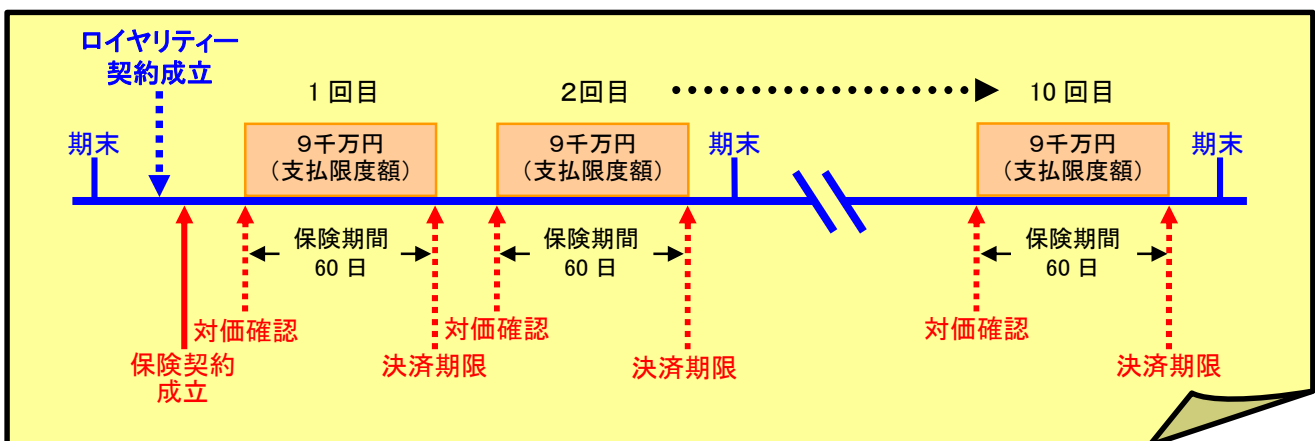 ロイヤリティー
契約成立
1回目
2回目
10回目
期末
9千万円
（支払限度額）
9千万円
（支払限度額）
期末
9千万円
（支払限度額）
期末
保険期間
60日
保険期間
60日
保険期間
60日
対価確認
対価確認
対価確認
保険契約
成立
決済期限
決済期限
決済期限